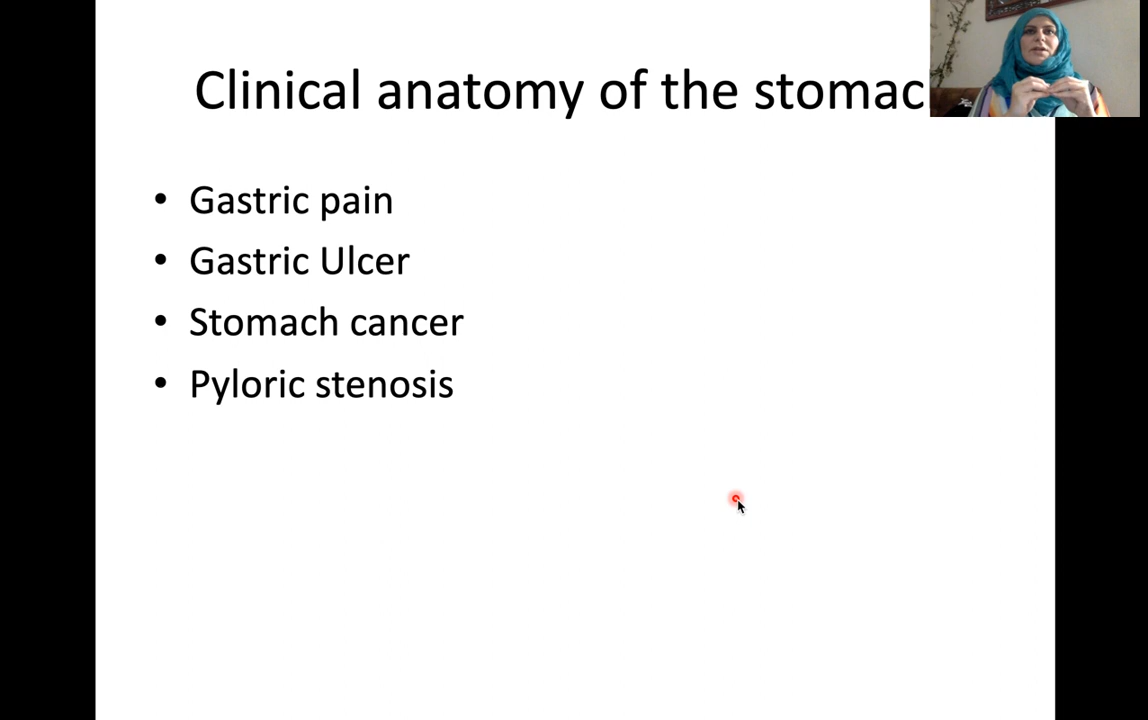 Clinical anatomy of the stomac
• Gastric pain
• Gastric Ulcer
• Stomach cancer
• Pyloric stenosis